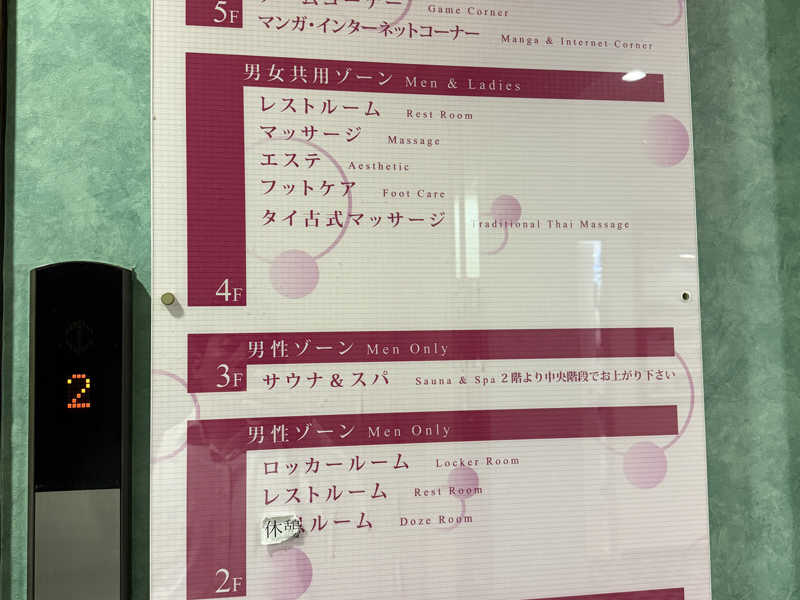 ームコーナー Game Corner
5F マンガ・インターネットコーナー Manga & Internet Corner
男女共用ゾーン Men & Ladies
レストルーム Rest Room
マッサージ Massage
エステ Aesthetic
フットケア Foot Care
タイ古式マッサージ Traditional Thai Massage
4F
男性ゾーン Men Only
3F サウナ&スパ Sauna & Spa 2階より中央階段でお上がり下さい
男性ゾーン Men Only
ロッカールーム Locker Room
レストルーム Rest Room
休憩ルーム Doze Room
2F
2